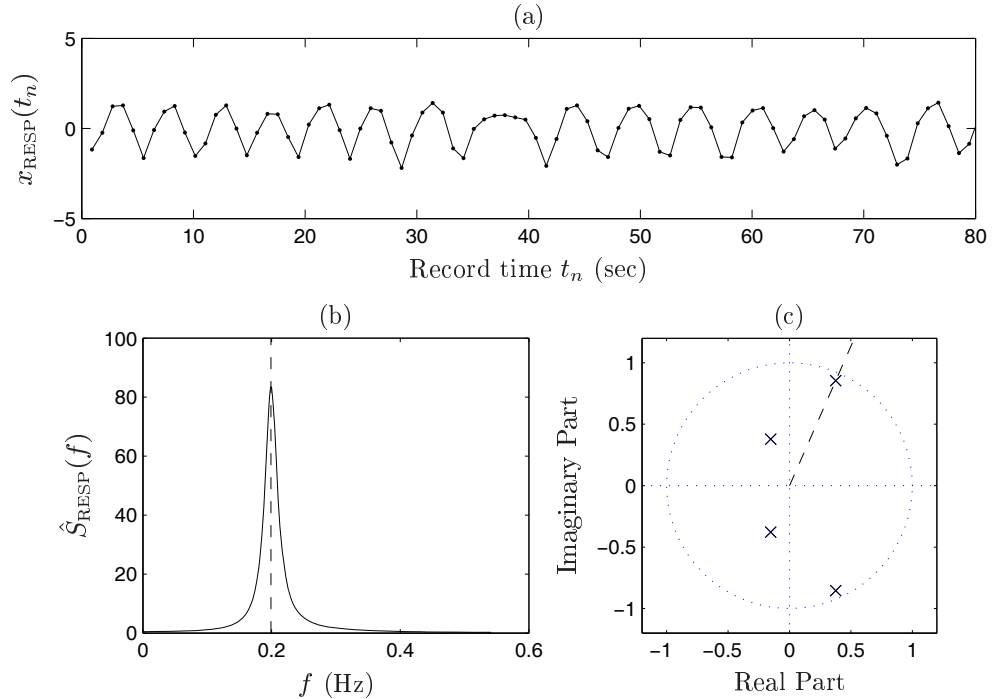 (a)
x_RESP(t_n)
5
0
−5
0 10 20 30 40 50 60 70 80
Record time t_n (sec)
(b)
Ŝ_RESP(f)
100
80
60
40
20
0
0 0.2 0.4 0.6
f (Hz)
(c)
Imaginary Part
1
0.5
0
−0.5
−1
−1 −0.5 0 0.5 1
Real Part